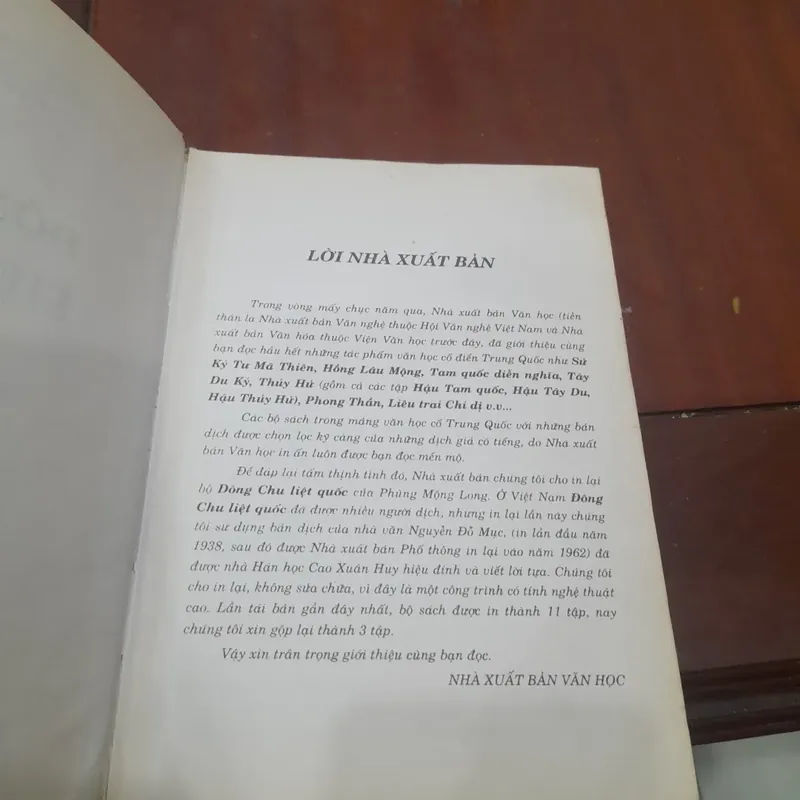 LỜI NHÀ XUẤT BẢN
Trong vòng mấy chục năm qua, Nhà xuất bản Văn học (tiền
thân là Nhà xuất bản Văn nghệ thuộc Hội Văn nghệ Việt Nam và Nhà
xuất bản Văn hóa thuộc Viện Văn học trước đây, đã giới thiệu cùng
bạn đọc hầu hết những tác phẩm văn học cổ điển Trung Quốc như Sử
Ký Tư Mã Thiên, Hồng Lâu Mộng, Tam quốc diễn nghĩa, Tây
Du Ký, Thủy Hử (gồm cả các tập Hậu Tam quốc, Hậu Tây Du,
Hậu Thủy Hử), Phong Thần, Liêu trai Chí dị v.v...
Các bộ sách trong mảng văn học cổ Trung Quốc với những bản
dịch được chọn lọc kỹ càng của những dịch giả có tiếng, do Nhà xuất
bản Văn học in ấn luôn được bạn đọc mến mộ.
Để đáp lại tấm thịnh tình đó, Nhà xuất bản chúng tôi cho in lại
bộ Đông Chu liệt quốc của Phùng Mộng Long. Ở Việt Nam Đông
Chu liệt quốc đã được nhiều người dịch, nhưng in lại lần này chúng
tôi sử dụng bản dịch của nhà văn Nguyễn Đỗ Mục, (in lần đầu năm
1938, sau đó được Nhà xuất bản Phổ thông in lại vào năm 1962) đã
được nhà Hán học Cao Xuân Huy hiệu đính và viết lời tựa. Chúng tôi
cho in lại, không sửa chữa, vì đây là một công trình có tính nghệ thuật
cao. Lần tái bản gần đây nhất, bộ sách được in thành 11 tập, nay
chúng tôi xin gộp lại thành 3 tập.
Vậy xin trân trọng giới thiệu cùng bạn đọc.
NHÀ XUẤT BẢN VĂN HỌC